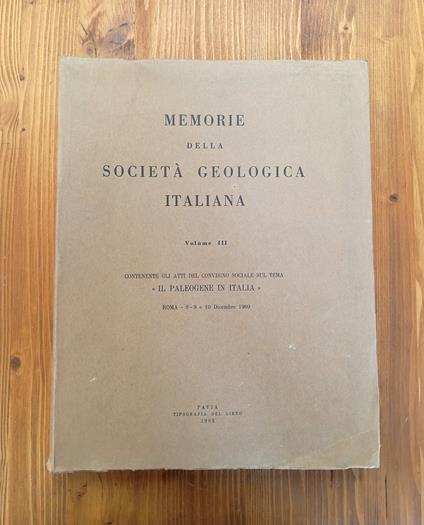 MEMORIE
DELLA
SOCIETÀ GEOLOGICA
ITALIANA
Volume III
CONTENENTE GLI ATTI DEL CONVEGNO SOCIALE SUL TEMA
« IL PALEOGENE IN ITALIA »
ROMA - 8-9 e 10 Dicembre 1960
PAVIA
TIPOGRAFIA DEL LIBRO